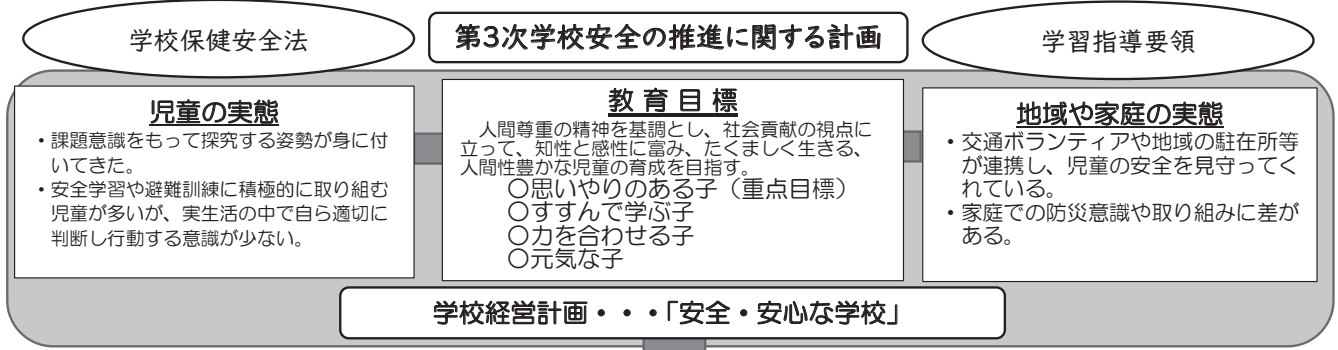 学校保健安全法
第3次学校安全の推進に関する計画
学習指導要領
児童の実態
・課題意識をもって探究する姿勢が身に付
いてきた。
・安全学習や避難訓練に積極的に取り組む
児童が多いが、実生活の中で自ら適切に
判断し行動する意識が少ない。
教育目標
人間尊重の精神を基調とし、社会貢献の視点に
立って、知性と感性に富み、たくましく生きる、
人間性豊かな児童の育成を目指す。
〇思いやりのある子（重点目標）
〇すすんで学ぶ子
〇力を合わせる子
〇元気な子
地域や家庭の実態
・交通ボランティアや地域の駐在所等
が連携し、児童の安全を見守ってく
れている。
・家庭での防災意識や取り組みに差が
ある。
学校経営計画・・・「安全・安心な学校」